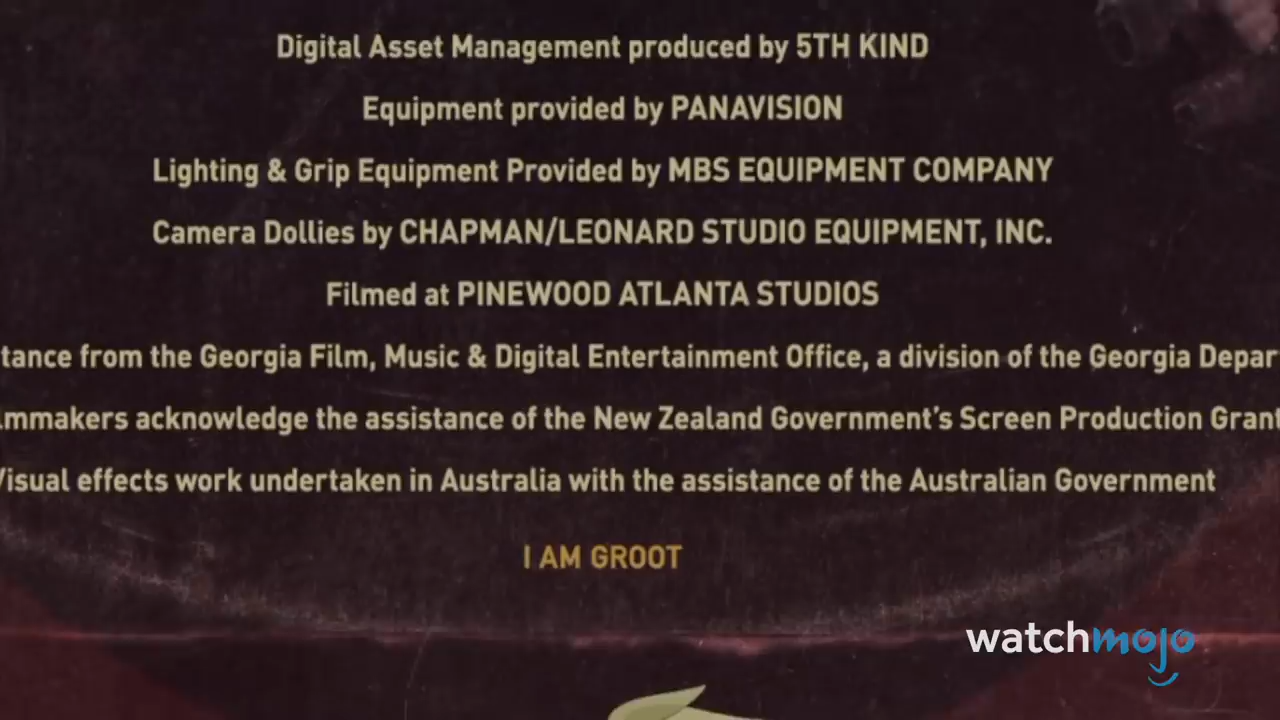 Digital Asset Management produced by 5TH KIND
Equipment provided by PANAVISION
Lighting & Grip Equipment Provided by MBS EQUIPMENT COMPANY
Camera Dollies by CHAPMAN/LEONARD STUDIO EQUIPMENT, INC.
Filmed at PINEWOOD ATLANTA STUDIOS
tance from the Georgia Film, Music & Digital Entertainment Office, a division of the Georgia Depar
lmmakers acknowledge the assistance of the New Zealand Government's Screen Production Grant
Visual effects work undertaken in Australia with the assistance of the Australian Government
I AM GROOT
watchmojo